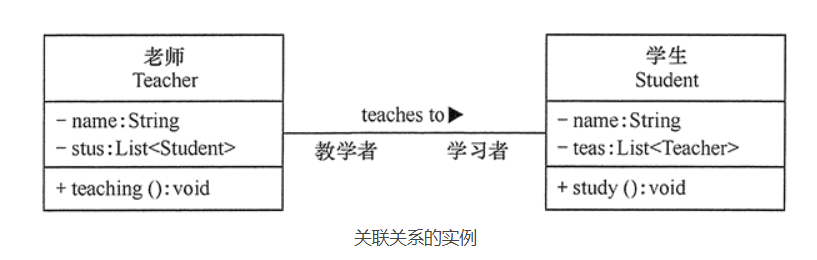 老师
Teacher
- name:String
- stus:List<Student>
+ teaching():void
teaches to▶
教学者
学习者
学生
Student
- name:String
- teas:List<Teacher>
+ study():void
关联关系的实例